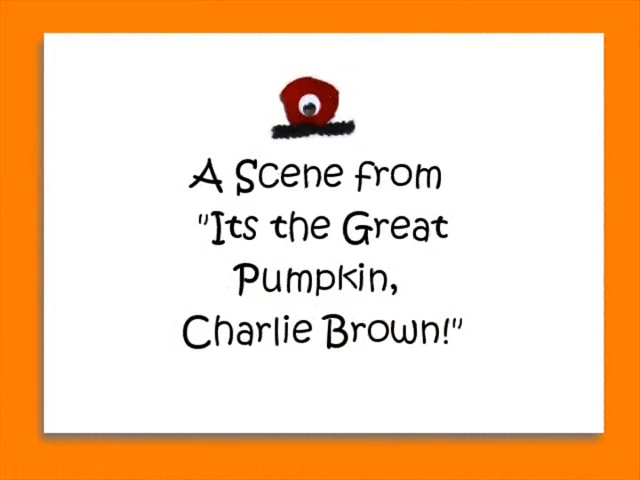 A Scene from
"Its the Great
Pumpkin,
Charlie Brown!"